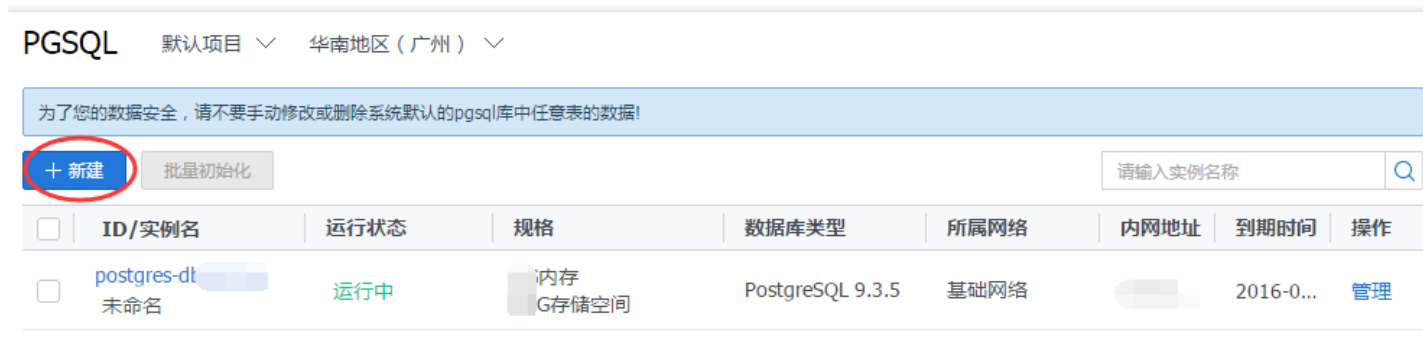 PGSQL 默认项目 华南地区（广州）
为了您的数据安全，请不要手动修改或删除系统默认的pgsql库中任意表的数据!
＋ 新建 批量初始化 请输入实例名称
ID/实例名 运行状态 规格 数据库类型 所属网络 内网地址 到期时间 操作
postgres-d 内存
运行中 PostgreSQL 9.3.5 基础网络 2016-0... 管理
未命名 G存储空间